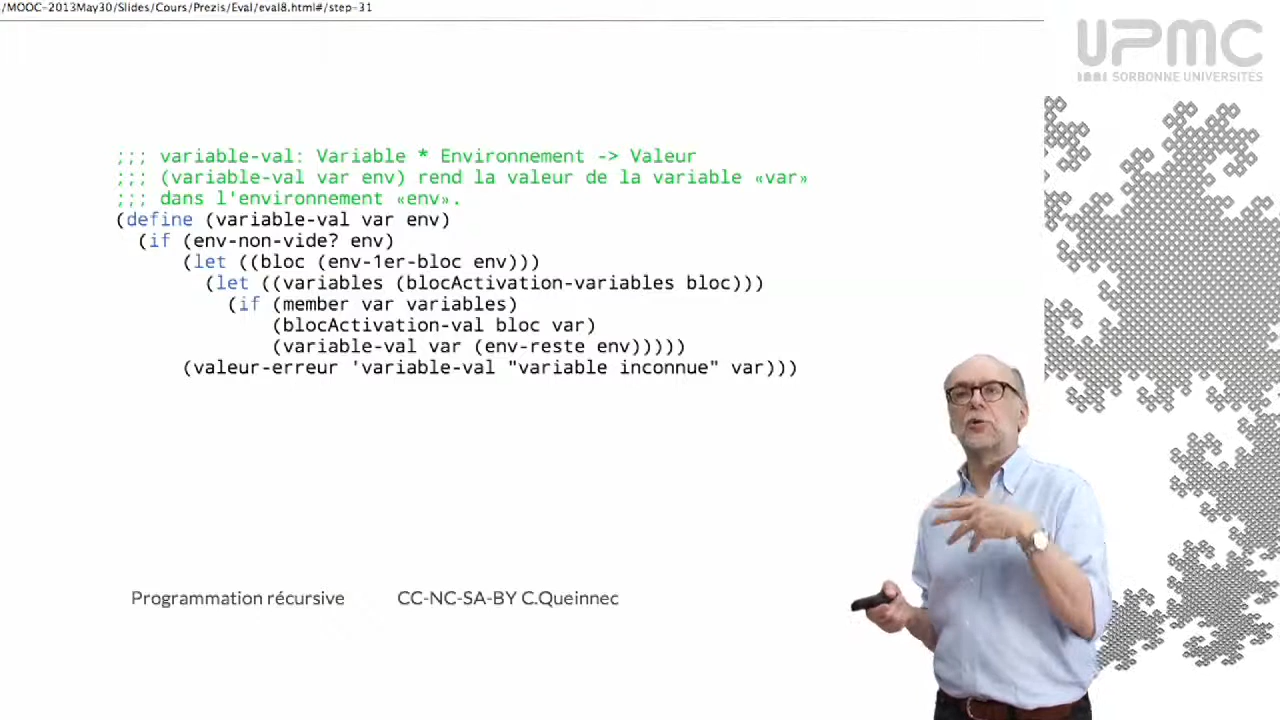 /MOOC-2013May30/Slides/Cours/Prezis/Eval/eval8.html#/step-31
UPMC
SORBONNE UNIVERSITÉS
;;; variable-val: Variable * Environnement -> Valeur
;;; (variable-val var env) rend la valeur de la variable «var»
;;; dans l'environnement «env».
(define (variable-val var env)
  (if (env-non-vide? env)
      (let ((bloc (env-1er-bloc env)))
        (let ((variables (blocActivation-variables bloc)))
          (if (member var variables)
              (blocActivation-val bloc var)
              (variable-val var (env-reste env)))))
      (valeur-erreur 'variable-val "variable inconnue" var)))
Programmation récursive CC-NC-SA-BY C.Queinnec